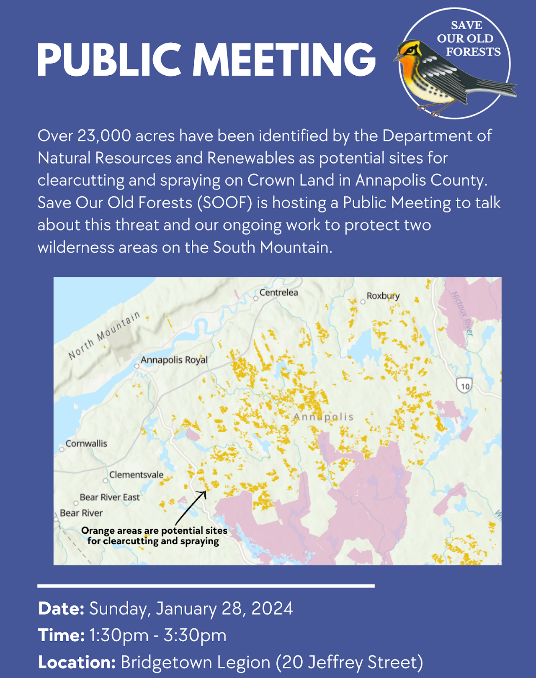 PUBLIC MEETING
SAVE
OUR OLD
FORESTS
Over 23,000 acres have been identified by the Department of
Natural Resources and Renewables as potential sites for
clearcutting and spraying on Crown Land in Annapolis County.
Save Our Old Forests (SOOF) is hosting a Public Meeting to talk
about this threat and our ongoing work to protect two
wilderness areas on the South Mountain.
Centrelea
Roxbury
North Mountain
Annapolis Royal
10
Annapolis
Cornwallis
Clementsvale
Bear River East
Bear River
Orange areas are potential sites
for clearcutting and spraying
Date: Sunday, January 28, 2024
Time: 1:30pm - 3:30pm
Location: Bridgetown Legion (20 Jeffrey Street)